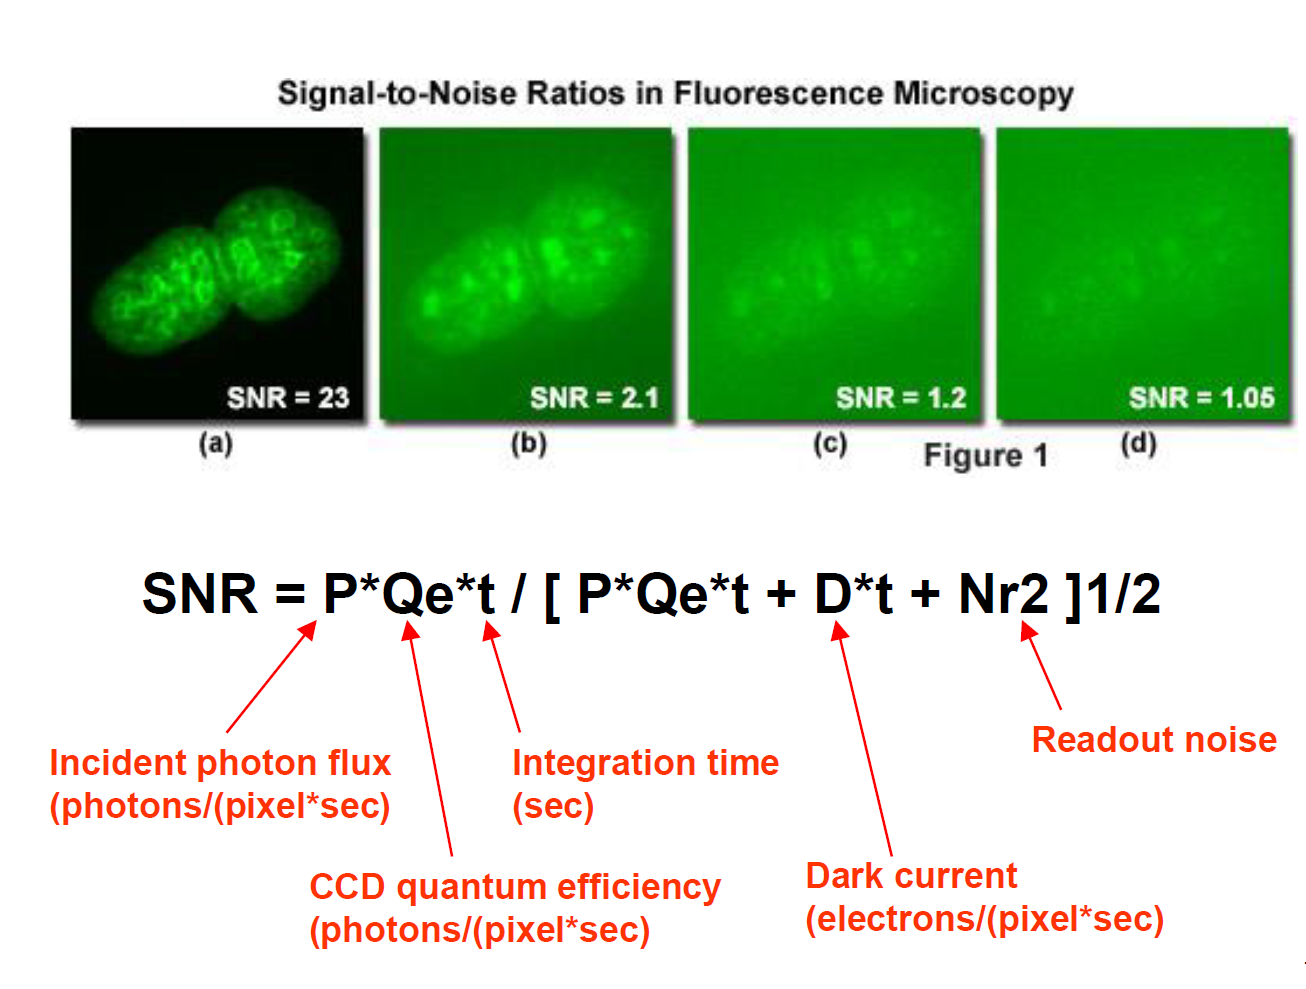 Signal-to-Noise Ratios in Fluorescence Microscopy
SNR = 23
SNR = 2.1
SNR = 1.2
SNR = 1.05
(a)
(b)
(c)
(d)
Figure 1
SNR = P*Qe*t / [ P*Qe*t + D*t + Nr2 ]1/2
Incident photon flux
(photons/(pixel*sec)
Integration time
(sec)
Readout noise
CCD quantum efficiency
(photons/(pixel*sec)
Dark current
(electrons/(pixel*sec)